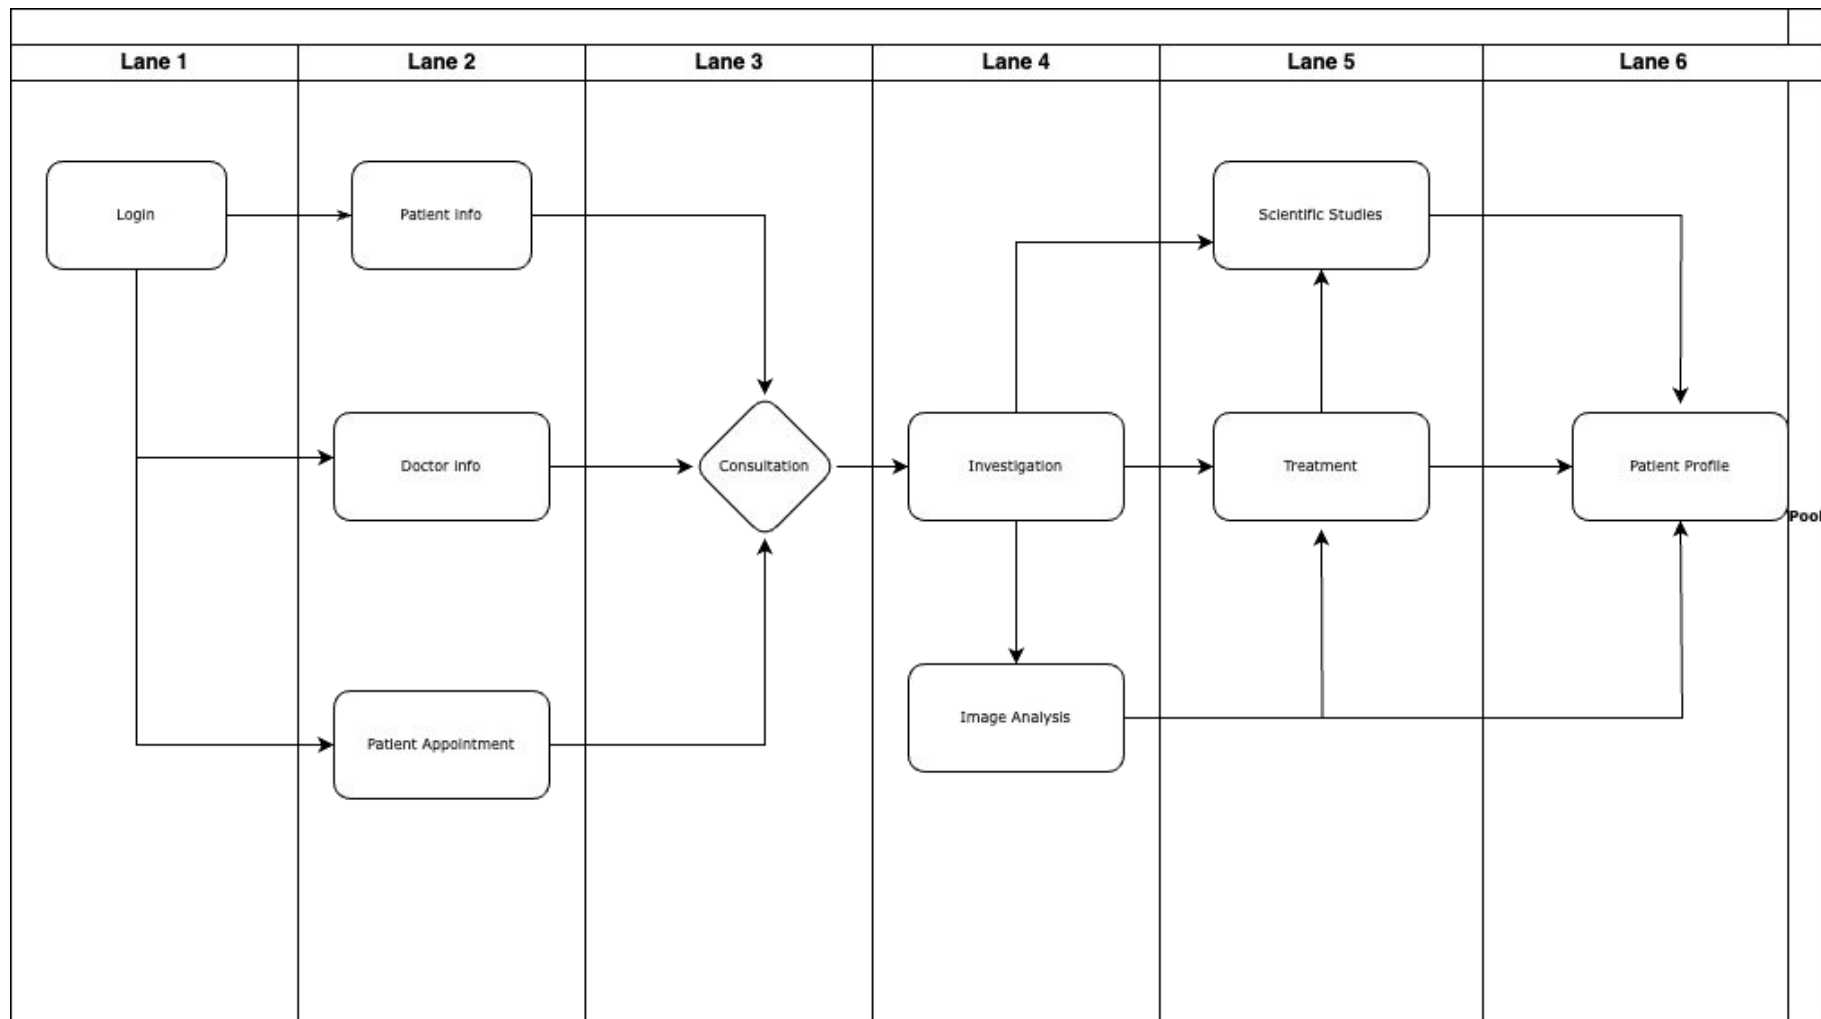 Lane 1
Lane 2
Lane 3
Lane 4
Lane 5
Lane 6
Login
Patient info
Scientific Studies
Doctor info
Consultation
Investigation
Treatment
Patient Profile
Pool
Patient Appointment
Image Analysis